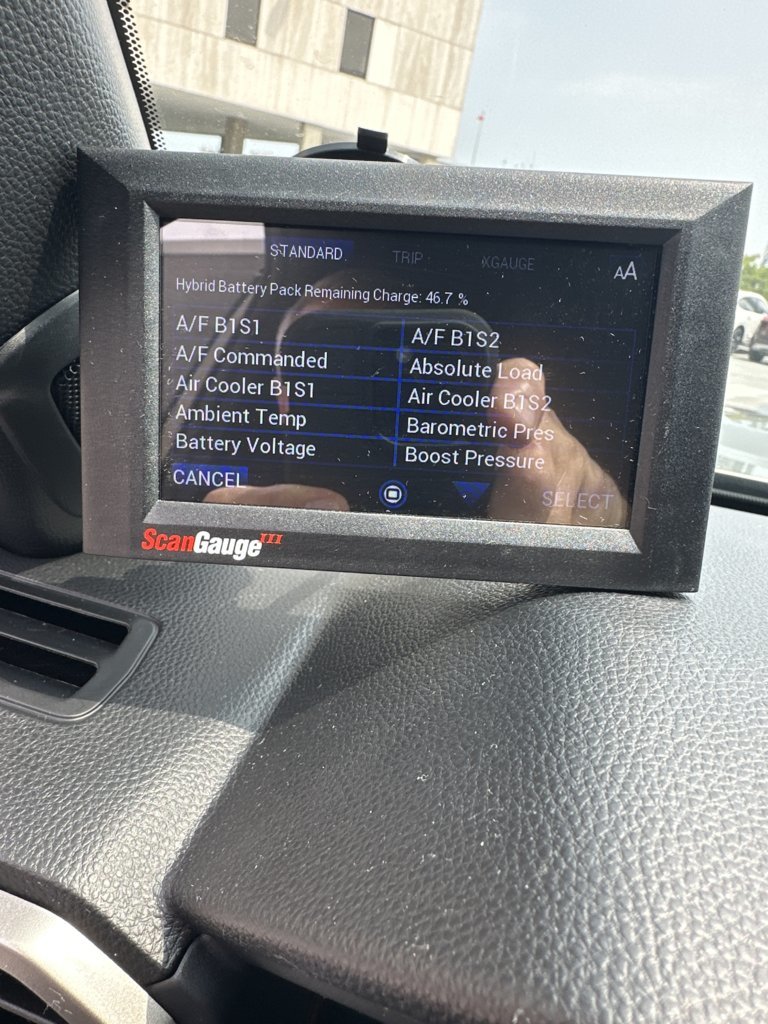 STANDARD TRIP XGAUGE AA
Hybrid Battery Pack Remaining Charge: 46.7 %
A/F B1S1 A/F B1S2
A/F Commanded Absolute Load
Air Cooler B1S1 Air Cooler B1S2
Ambient Temp Barometric Pres
Battery Voltage Boost Pressure
CANCEL SELECT
ScanGauge III